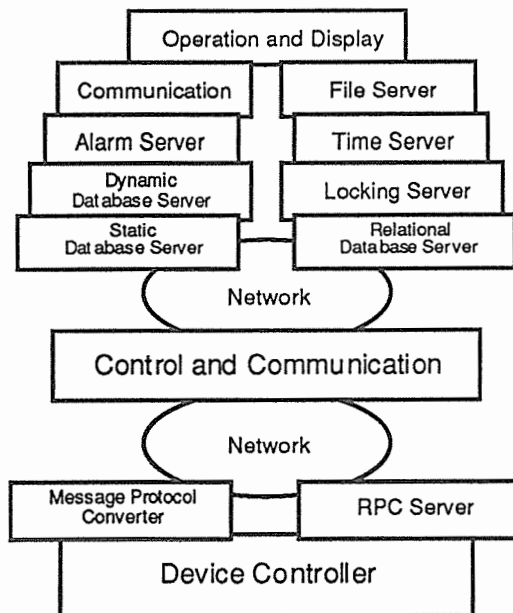 Operation and Display
Communication
File Server
Alarm Server
Time Server
Dynamic
Database Server
Locking Server
Static
Database Server
Relational
Database Server
Network
Control and Communication
Network
Message Protocol
Converter
RPC Server
Device Controller